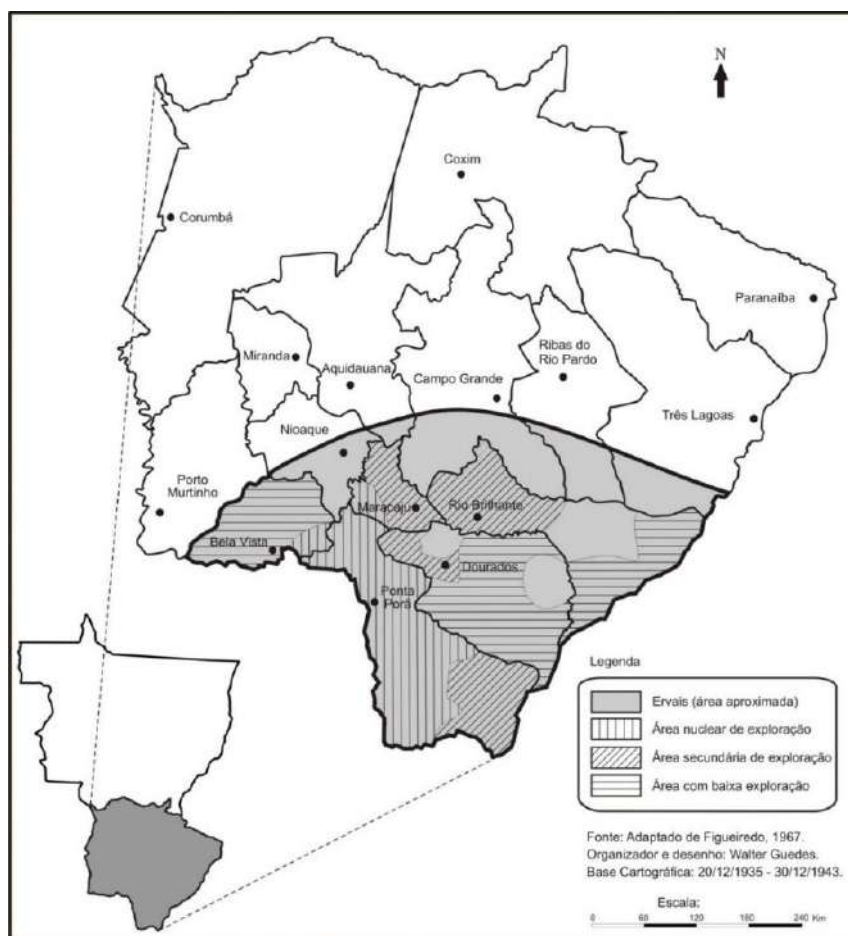 N
Coxim
Corumbá
Paranaíba
Miranda
Aquidauana
Campo Grande
Ribas do
Rio Pardo
Três Lagoas
Nioaque
Porto
Murtinho
Maracaju
Rio Brilhante
Bela Vista
Dourados
Ponta
Porã
Legenda
Ervais (área aproximada)
Área nuclear de exploração
Área secundária de exploração
Área com baixa exploração
Fonte: Adaptado de Figueiredo, 1967.
Organizador e desenho: Walter Guedes.
Base Cartográfica: 20/12/1935 - 30/12/1943.
Escala:
0 60 120 180 240 Km